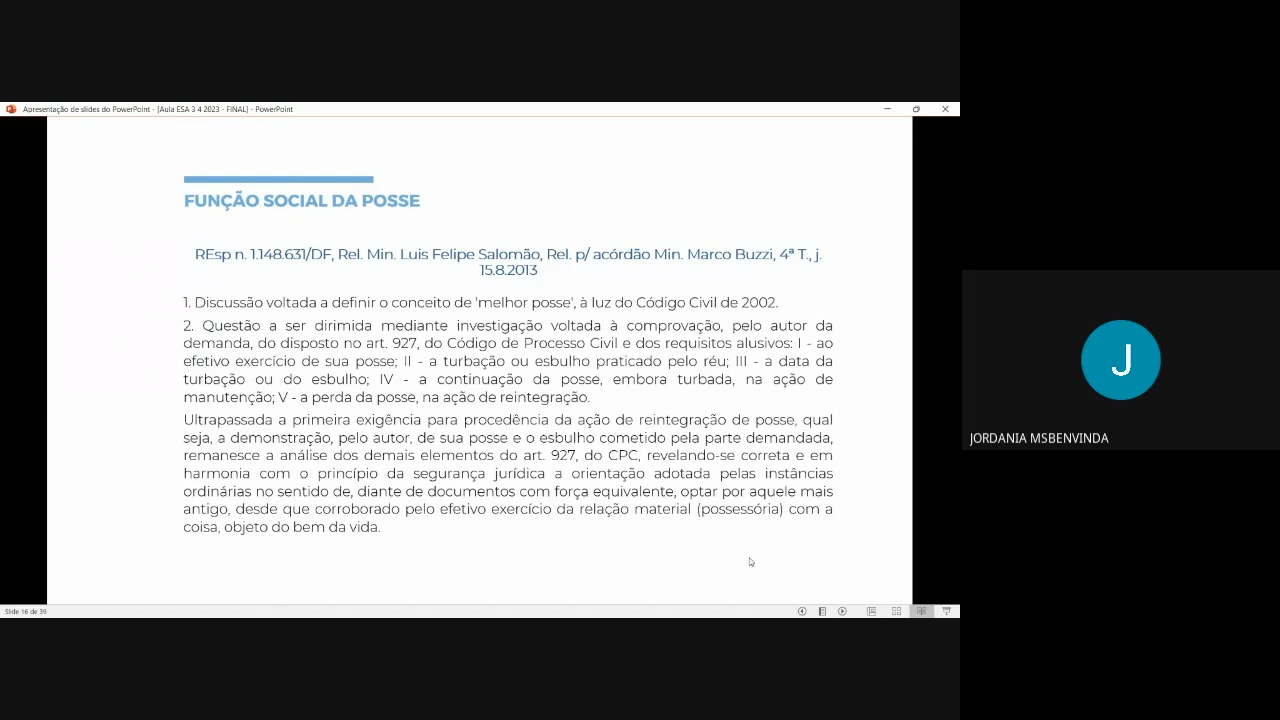 Apresentação de slides do PowerPoint - [Aula ESA 3 4 2023 - FINAL] - PowerPoint
FUNÇÃO SOCIAL DA POSSE
REsp n. 1.148.631/DF, Rel. Min. Luis Felipe Salomão, Rel. p/ acórdão Min. Marco Buzzi, 4ª T., j.
15.8.2013
1. Discussão voltada a definir o conceito de 'melhor posse', à luz do Código Civil de 2002.
2. Questão a ser dirimida mediante investigação voltada à comprovação, pelo autor da
demanda, do disposto no art. 927, do Código de Processo Civil e dos requisitos alusivos: I - ao
efetivo exercício de sua posse; II - a turbação ou esbulho praticado pelo réu; III - a data da
turbação ou do esbulho; IV - a continuação da posse, embora turbada, na ação de
manutenção; V - a perda da posse, na ação de reintegração.
Ultrapassada a primeira exigência para procedência da ação de reintegração de posse, qual
seja, a demonstração, pelo autor, de sua posse e o esbulho cometido pela parte demandada,
remanesce a análise dos demais elementos do art. 927, do CPC, revelando-se correta e em
harmonia com o princípio da segurança jurídica a orientação adotada pelas instâncias
ordinárias no sentido de, diante de documentos com força equivalente, optar por aquele mais
antigo, desde que corroborado pelo efetivo exercício da relação material (possessória) com a
coisa, objeto do bem da vida.
Slide 16 de 39
J
JORDANIA MSBENVINDA